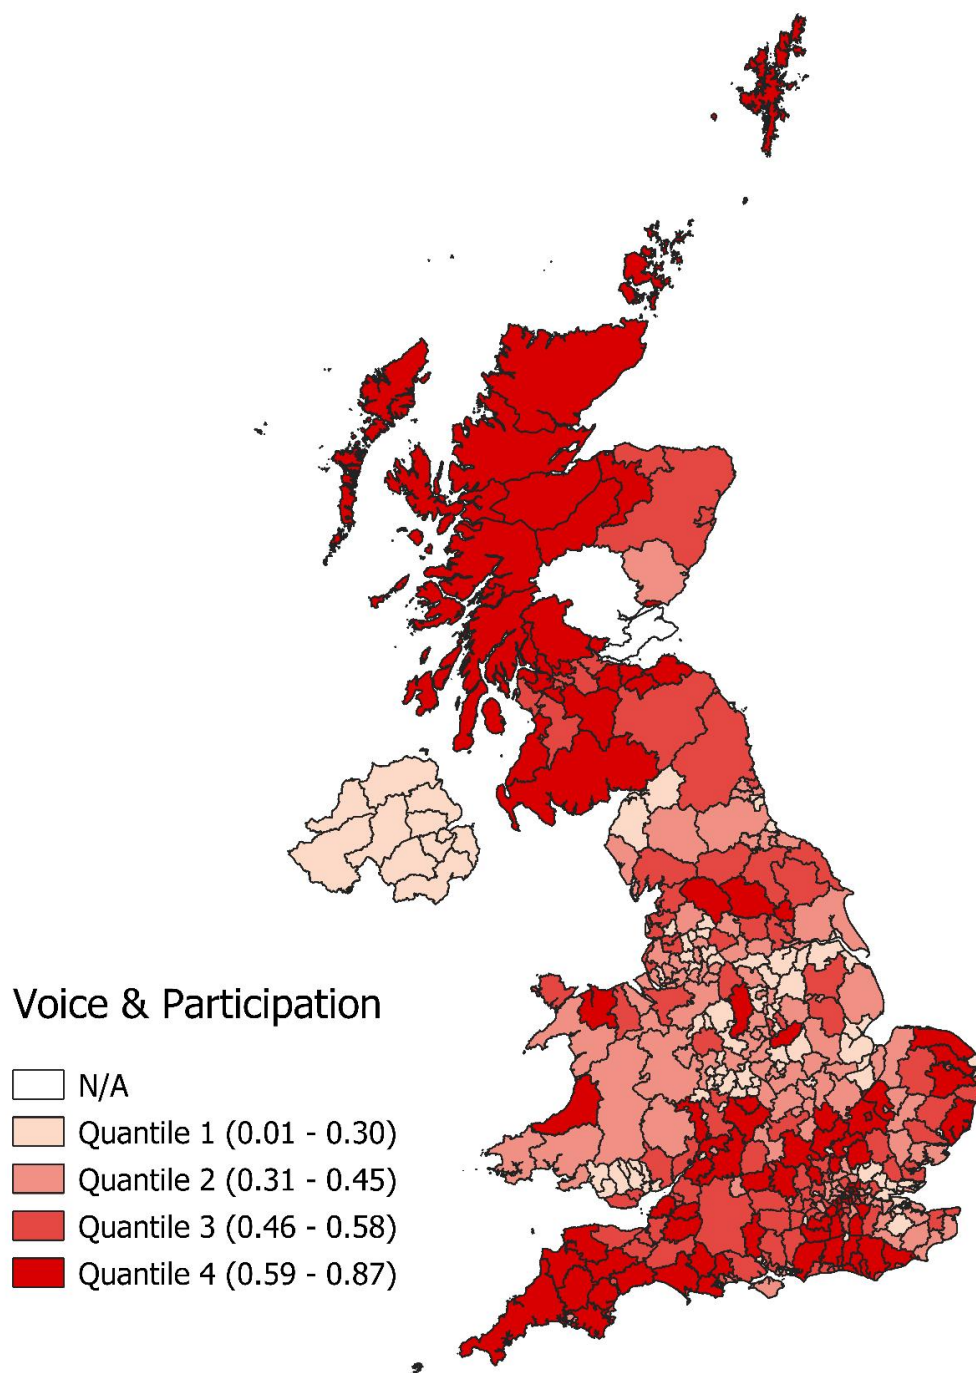 Voice & Participation
N/A
Quantile 1 (0.01 - 0.30)
Quantile 2 (0.31 - 0.45)
Quantile 3 (0.46 - 0.58)
Quantile 4 (0.59 - 0.87)